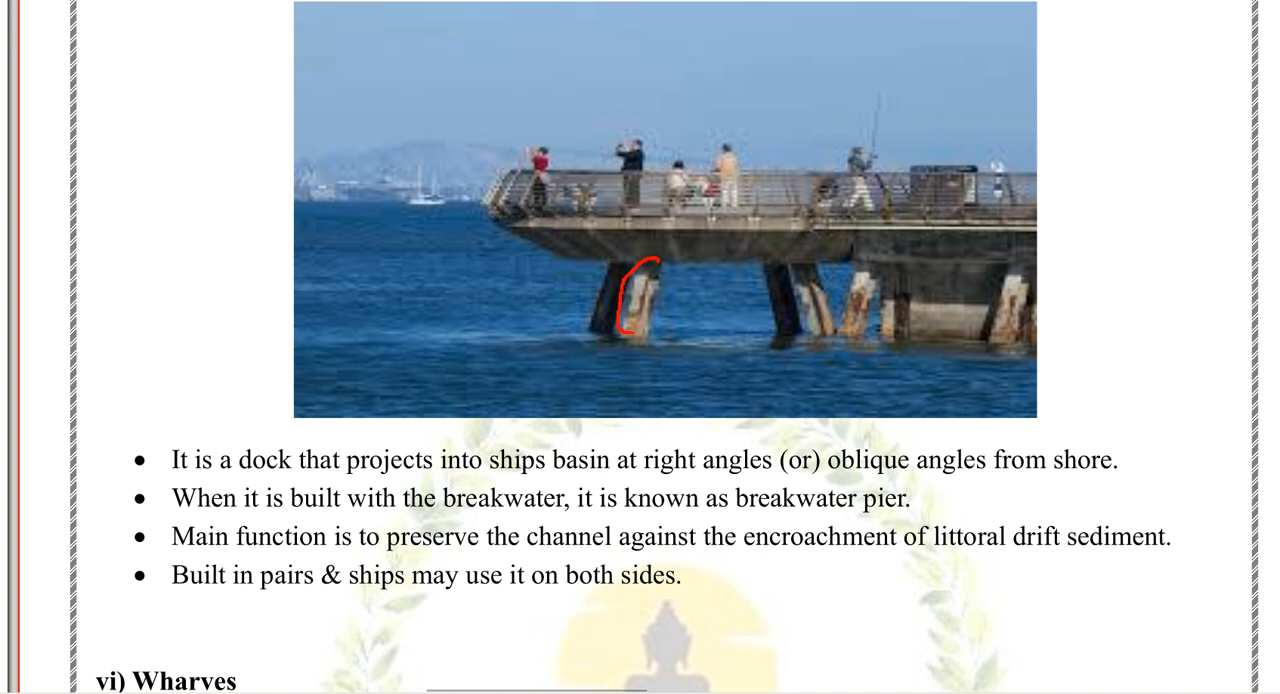 • It is a dock that projects into ships basin at right angles (or) oblique angles from shore.
• When it is built with the breakwater, it is known as breakwater pier.
• Main function is to preserve the channel against the encroachment of littoral drift sediment.
• Built in pairs & ships may use it on both sides.
vi) Wharves